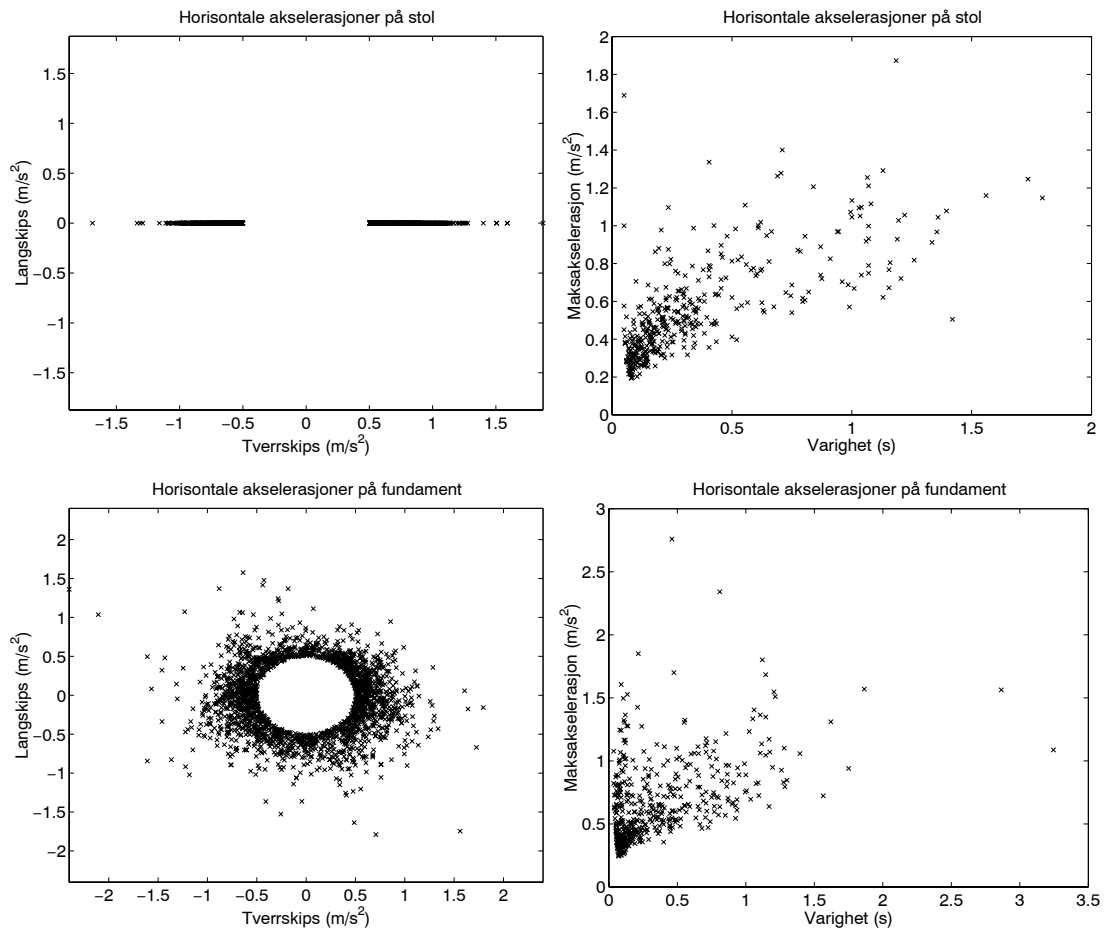 Horisontale akselerasjoner på stol
1.5
1
0.5
0
−0.5
−1
−1.5
Langskips (m/s²)
−1.5 −1 −0.5 0 0.5 1 1.5
Tverrskips (m/s²)
Horisontale akselerasjoner på stol
2
1.8
1.6
1.4
1.2
1
0.8
0.6
0.4
0.2
0
Maksakselerasjon (m/s²)
0 0.5 1 1.5 2
Varighet (s)
Horisontale akselerasjoner på fundament
2
1.5
1
0.5
0
−0.5
−1
−1.5
−2
Langskips (m/s²)
−2 −1.5 −1 −0.5 0 0.5 1 1.5 2
Tverrskips (m/s²)
Horisontale akselerasjoner på fundament
3
2.5
2
1.5
1
0.5
0
Maksakselerasjon (m/s²)
0 0.5 1 1.5 2 2.5 3 3.5
Varighet (s)